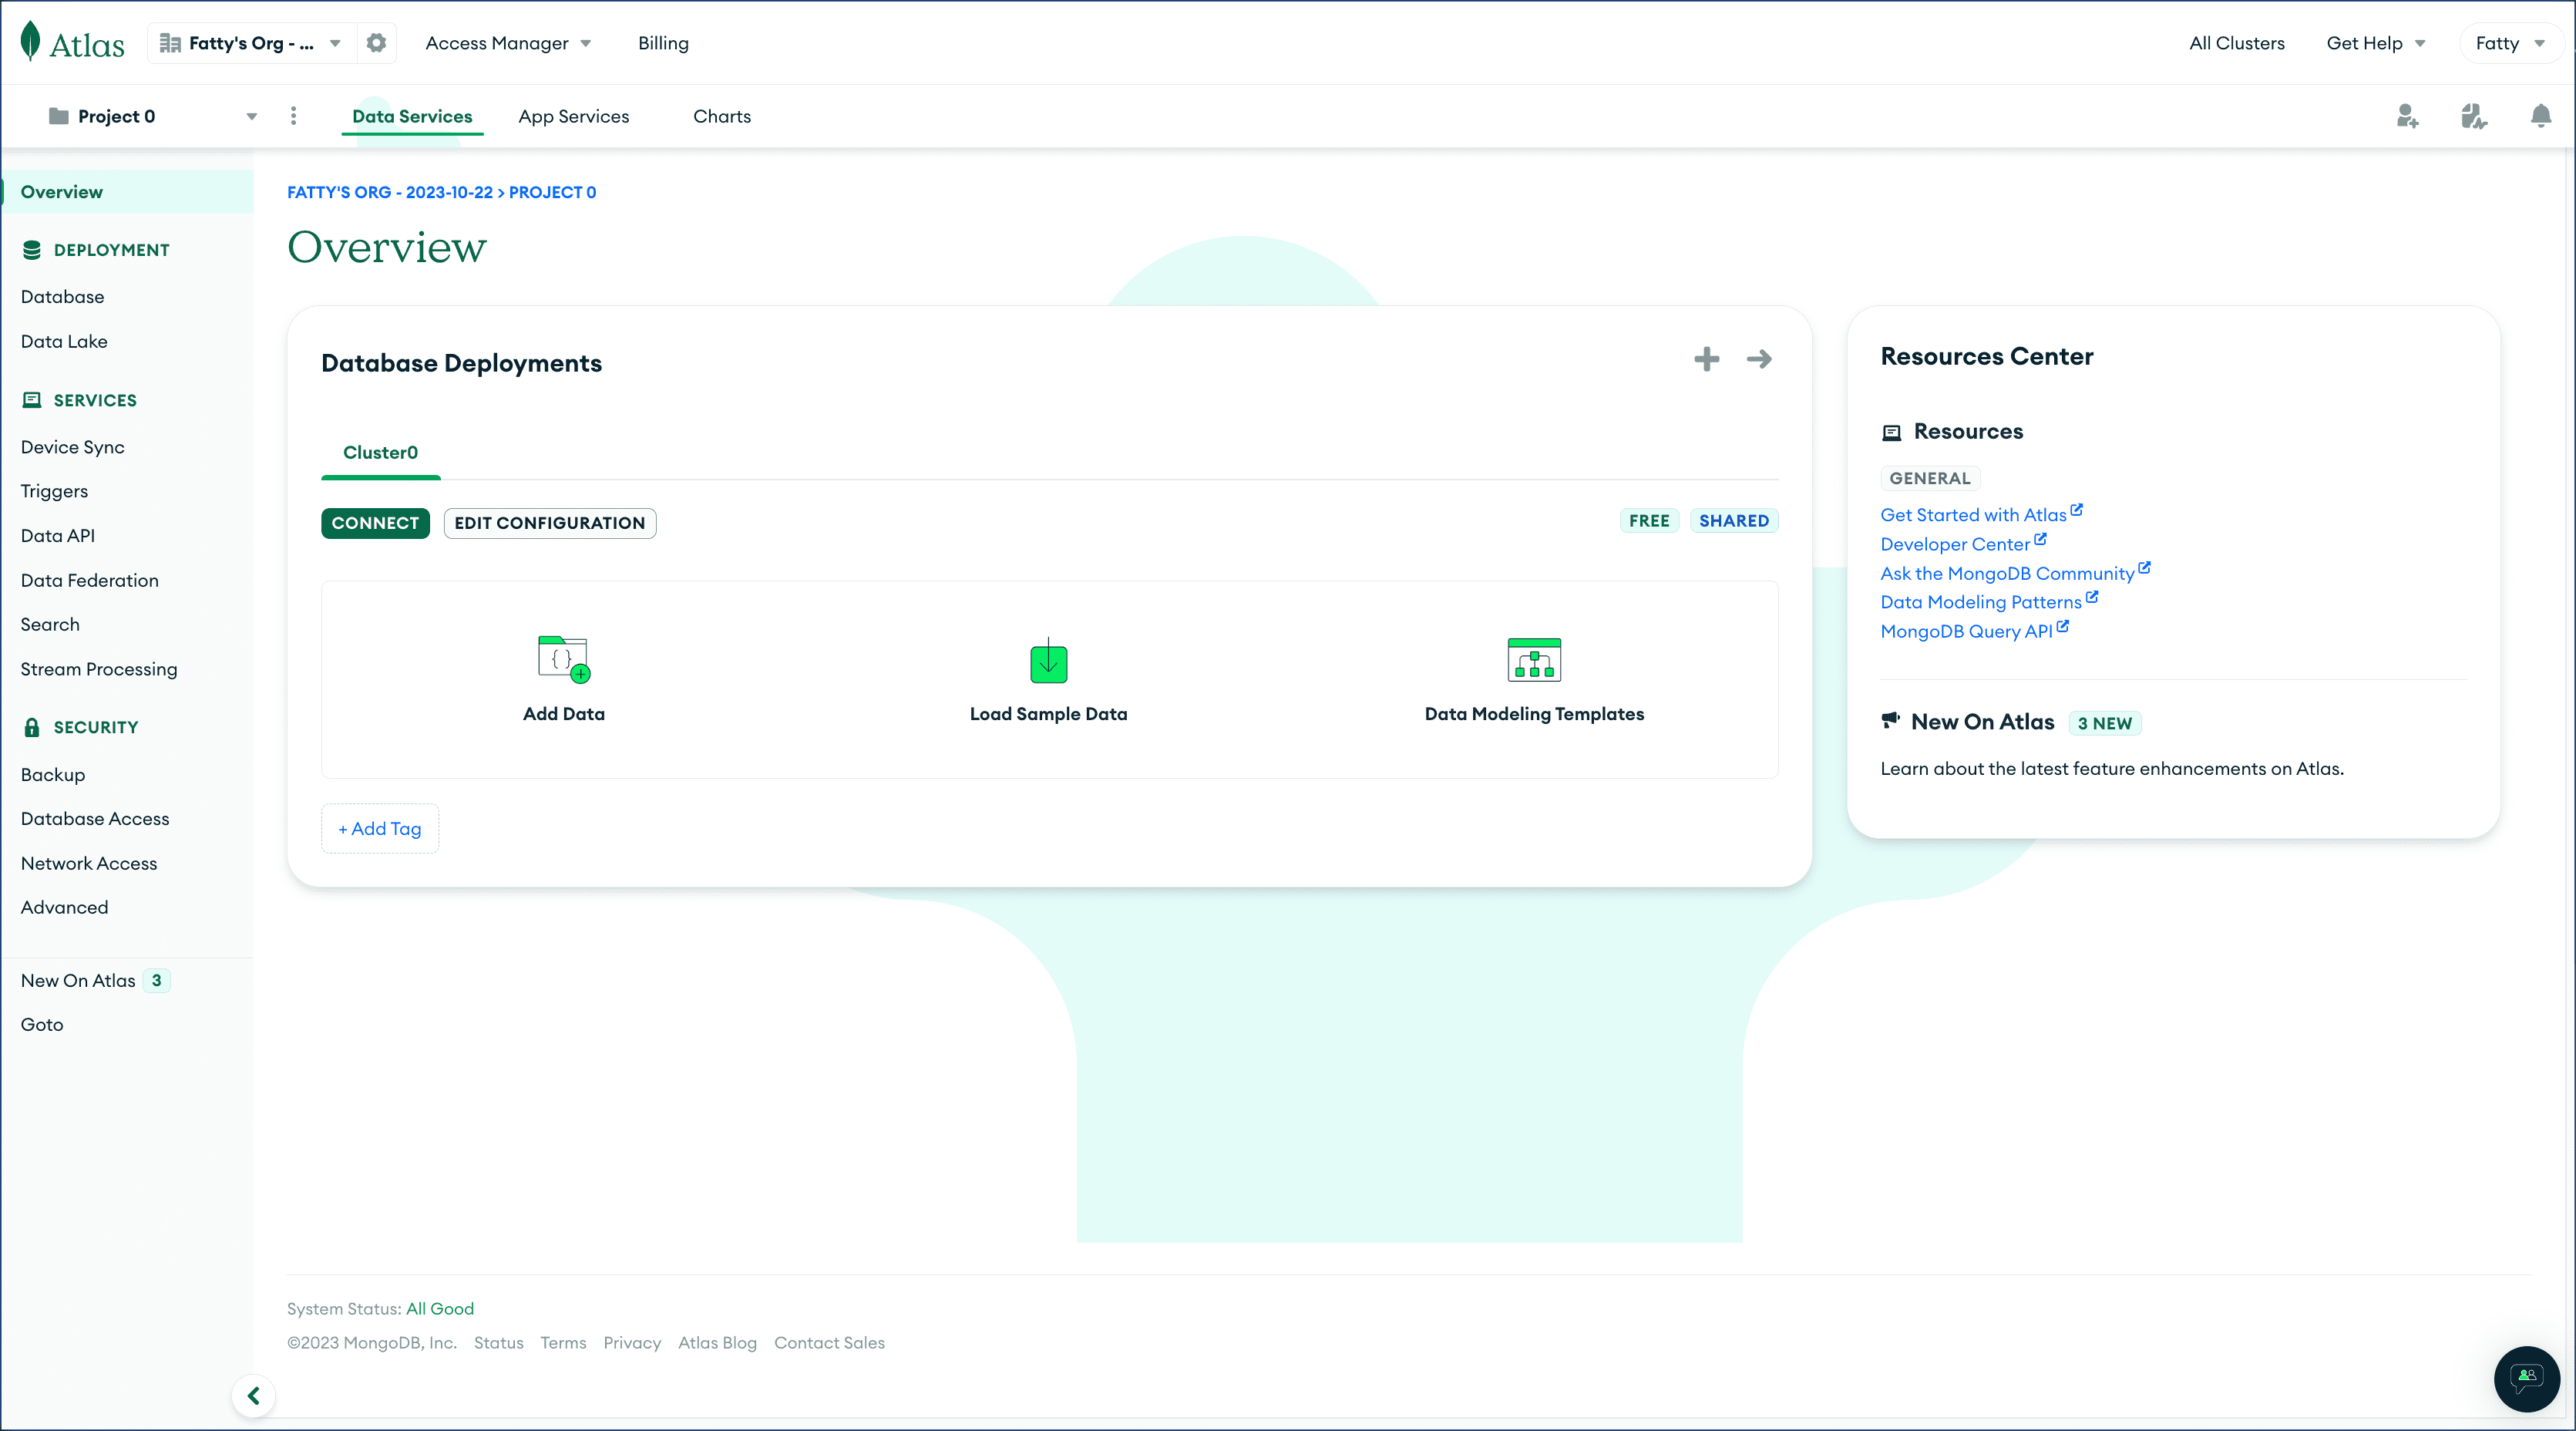 Atlas
Fatty's Org - ...
Access Manager
Billing
All Clusters
Get Help
Fatty
Project 0
Data Services
App Services
Charts
Overview
DEPLOYMENT
Database
Data Lake
SERVICES
Device Sync
Triggers
Data API
Data Federation
Search
Stream Processing
SECURITY
Backup
Database Access
Network Access
Advanced
New On Atlas 3
Goto
FATTY'S ORG - 2023-10-22 > PROJECT 0
Overview
Database Deployments
Cluster0
CONNECT
EDIT CONFIGURATION
FREE
SHARED
{ }
Add Data
Load Sample Data
Data Modeling Templates
+ Add Tag
Resources Center
Resources
GENERAL
Get Started with Atlas
Developer Center
Ask the MongoDB Community
Data Modeling Patterns
MongoDB Query API
New On Atlas 3 NEW
Learn about the latest feature enhancements on Atlas.
System Status: All Good
©2023 MongoDB, Inc. Status Terms Privacy Atlas Blog Contact Sales